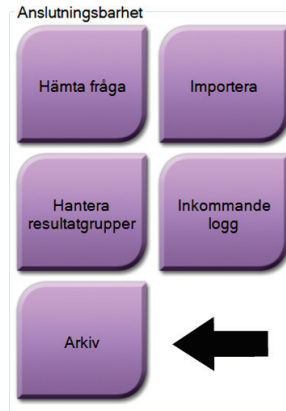 Anslutningsbarhet
Hämta fråga
Importera
Hantera
resultatgrupper
Inkommande
logg
Arkiv